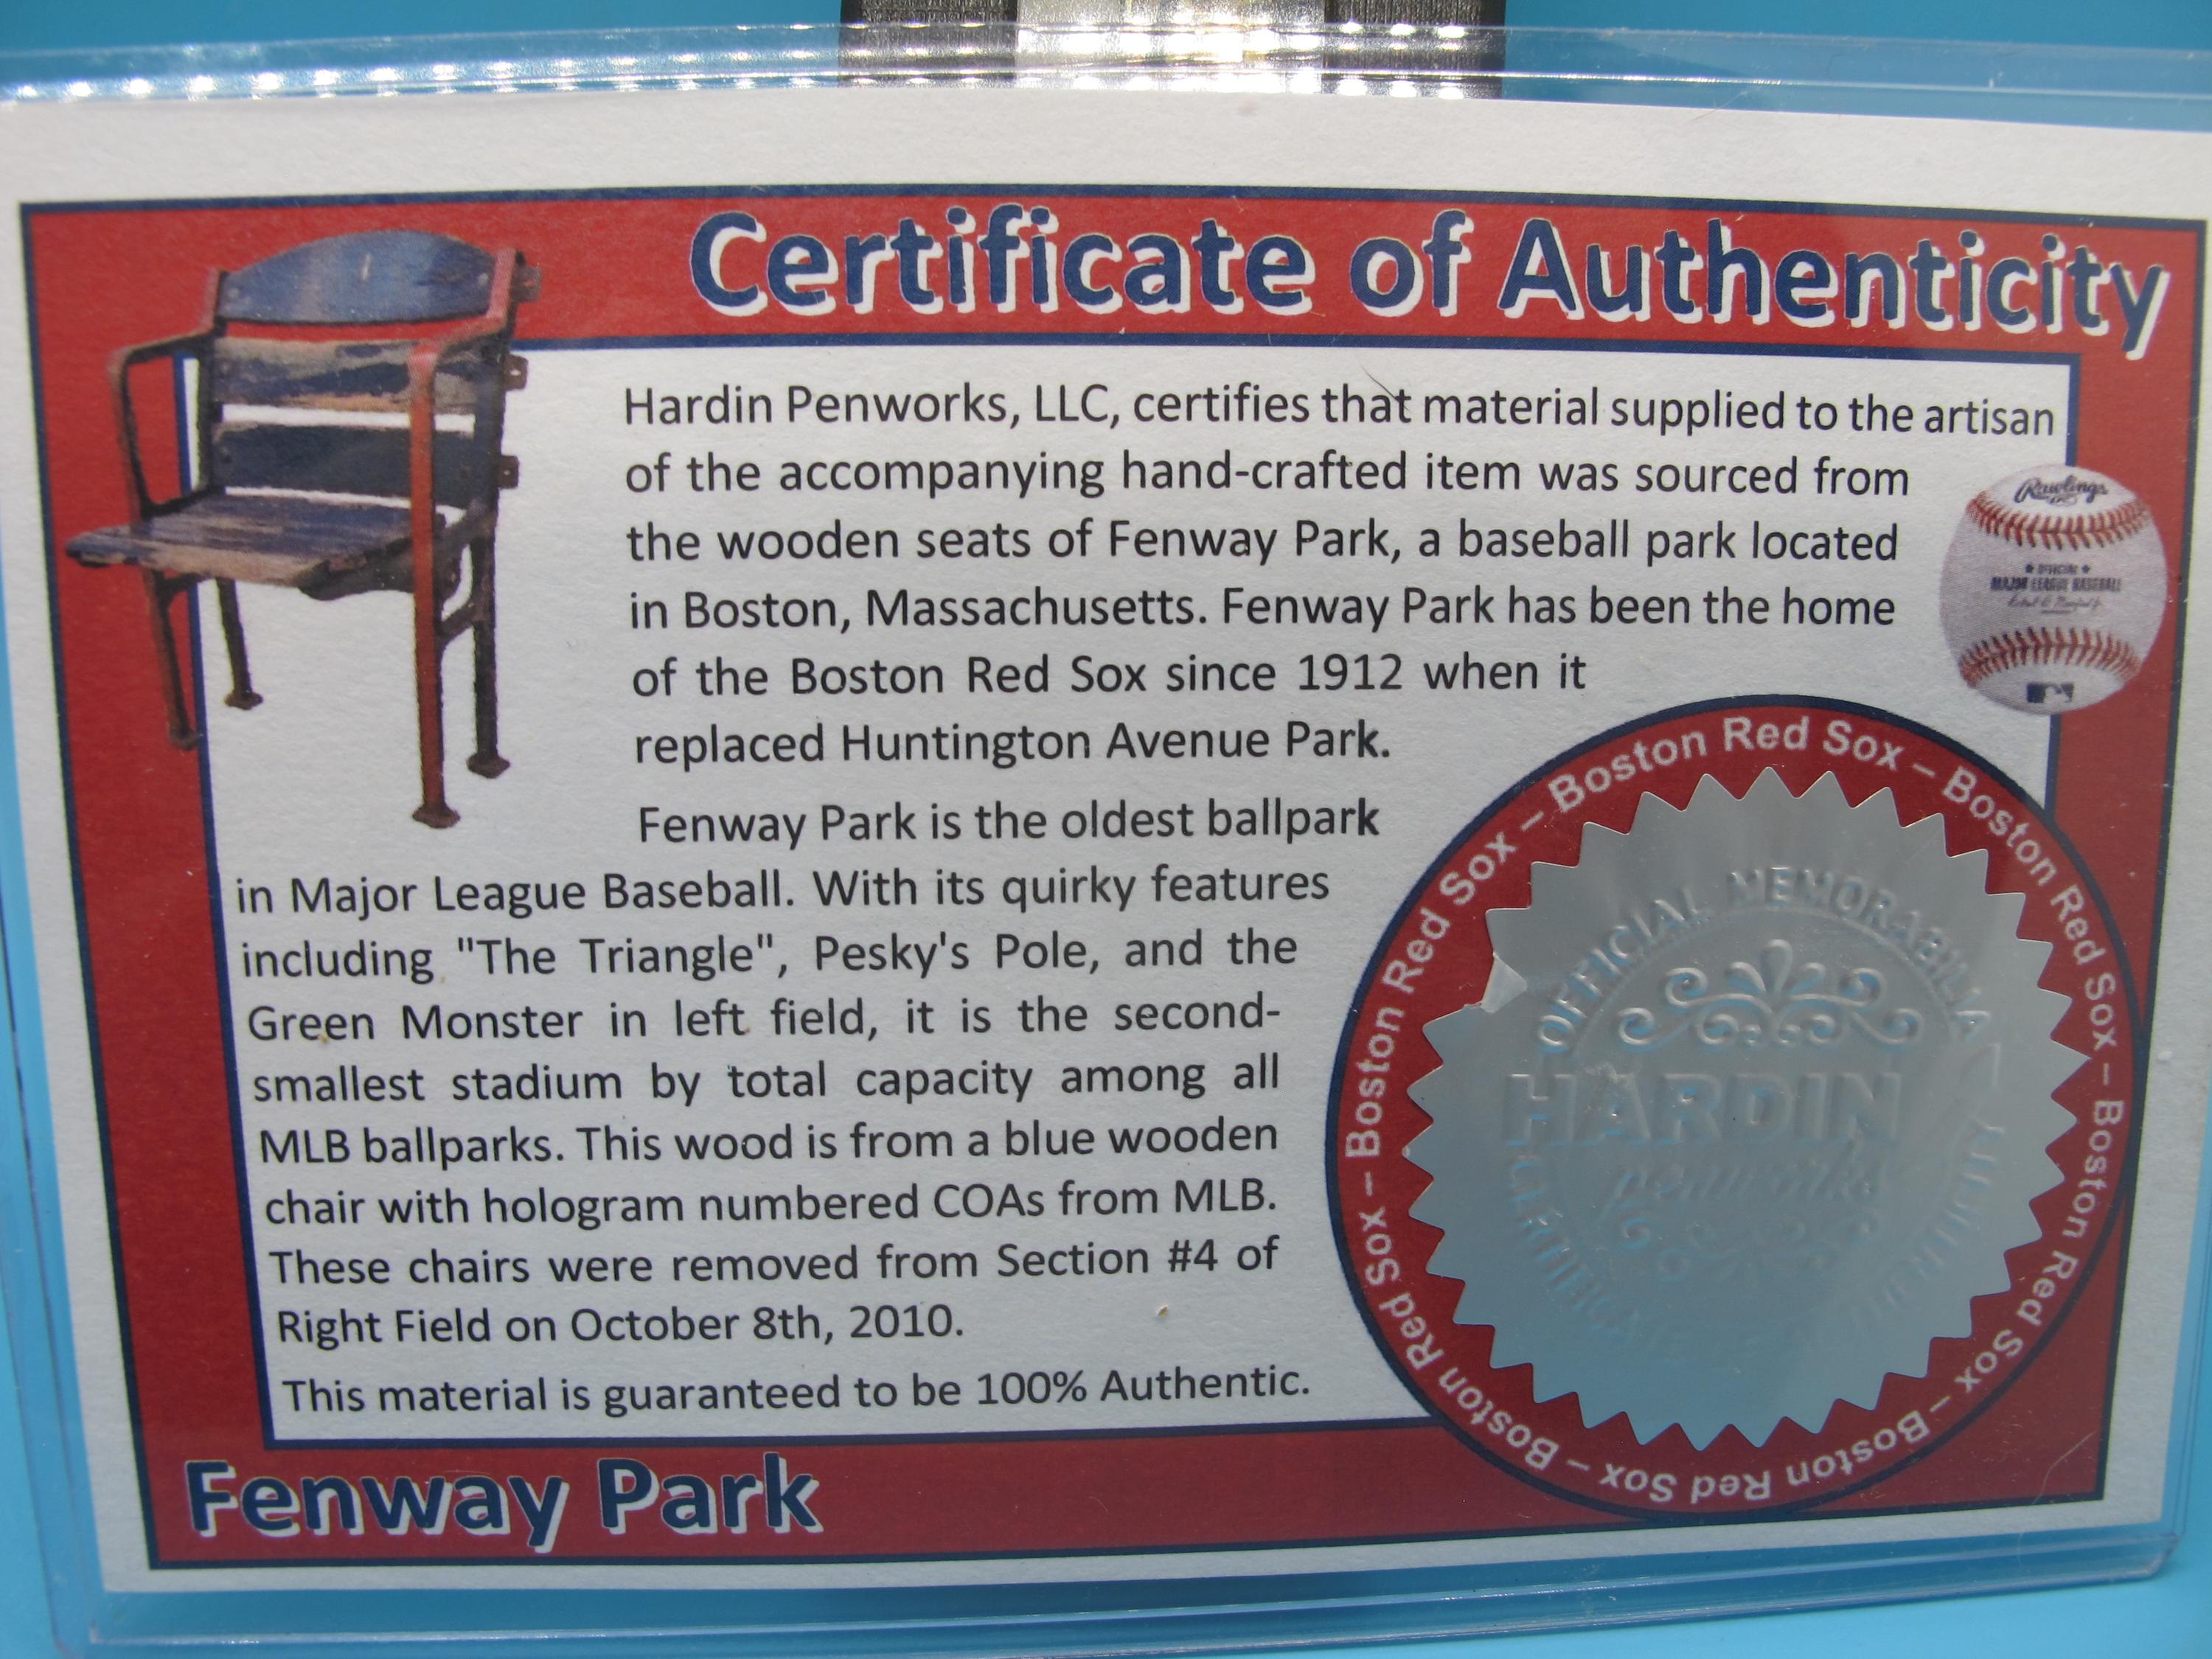 Certificate of Authenticity
Hardin Penworks, LLC, certifies that material supplied to the artisan
of the accompanying hand-crafted item was sourced from
the wooden seats of Fenway Park, a baseball park located
in Boston, Massachusetts. Fenway Park has been the home
of the Boston Red Sox since 1912 when it
replaced Huntington Avenue Park.
Fenway Park is the oldest ballpark
in Major League Baseball. With its quirky features
including "The Triangle", Pesky's Pole, and the
Green Monster in left field, it is the second-
smallest stadium by total capacity among all
MLB ballparks. This wood is from a blue wooden
chair with hologram numbered COAs from MLB.
These chairs were removed from Section #4 of
Right Field on October 8th, 2010.
This material is guaranteed to be 100% Authentic.
Fenway Park
Rawlings
OFFICIAL
MAJOR LEAGUE BASEBALL
Boston Red Sox – Boston Red Sox – Boston Red Sox – Boston Red Sox – Boston Red Sox – Boston Red Sox –
OFFICIAL MEMORABILIA
HARDIN
penworks